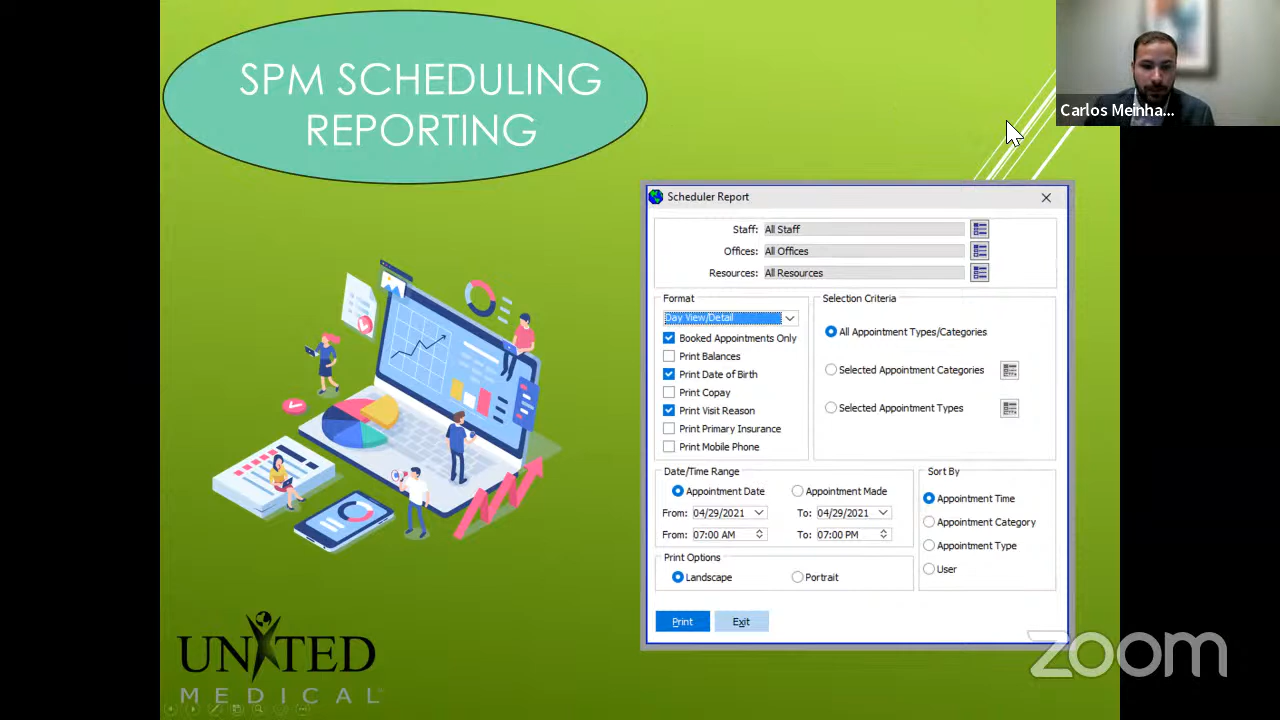 SPM SCHEDULING
REPORTING
Carlos Meinha...
Scheduler Report
Staff: All Staff
Offices: All Offices
Resources: All Resources
Format
Day View/Detail
Booked Appointments Only
Print Balances
Print Date of Birth
Print Copay
Print Visit Reason
Print Primary Insurance
Print Mobile Phone
Selection Criteria
All Appointment Types/Categories
Selected Appointment Categories
Selected Appointment Types
Date/Time Range
Appointment Date Appointment Made
From: 04/29/2021 To: 04/29/2021
From: 07:00 AM To: 07:00 PM
Sort By
Appointment Time
Appointment Category
Appointment Type
User
Print Options
Landscape Portrait
Print Exit
UNITED
MEDICAL
zoom